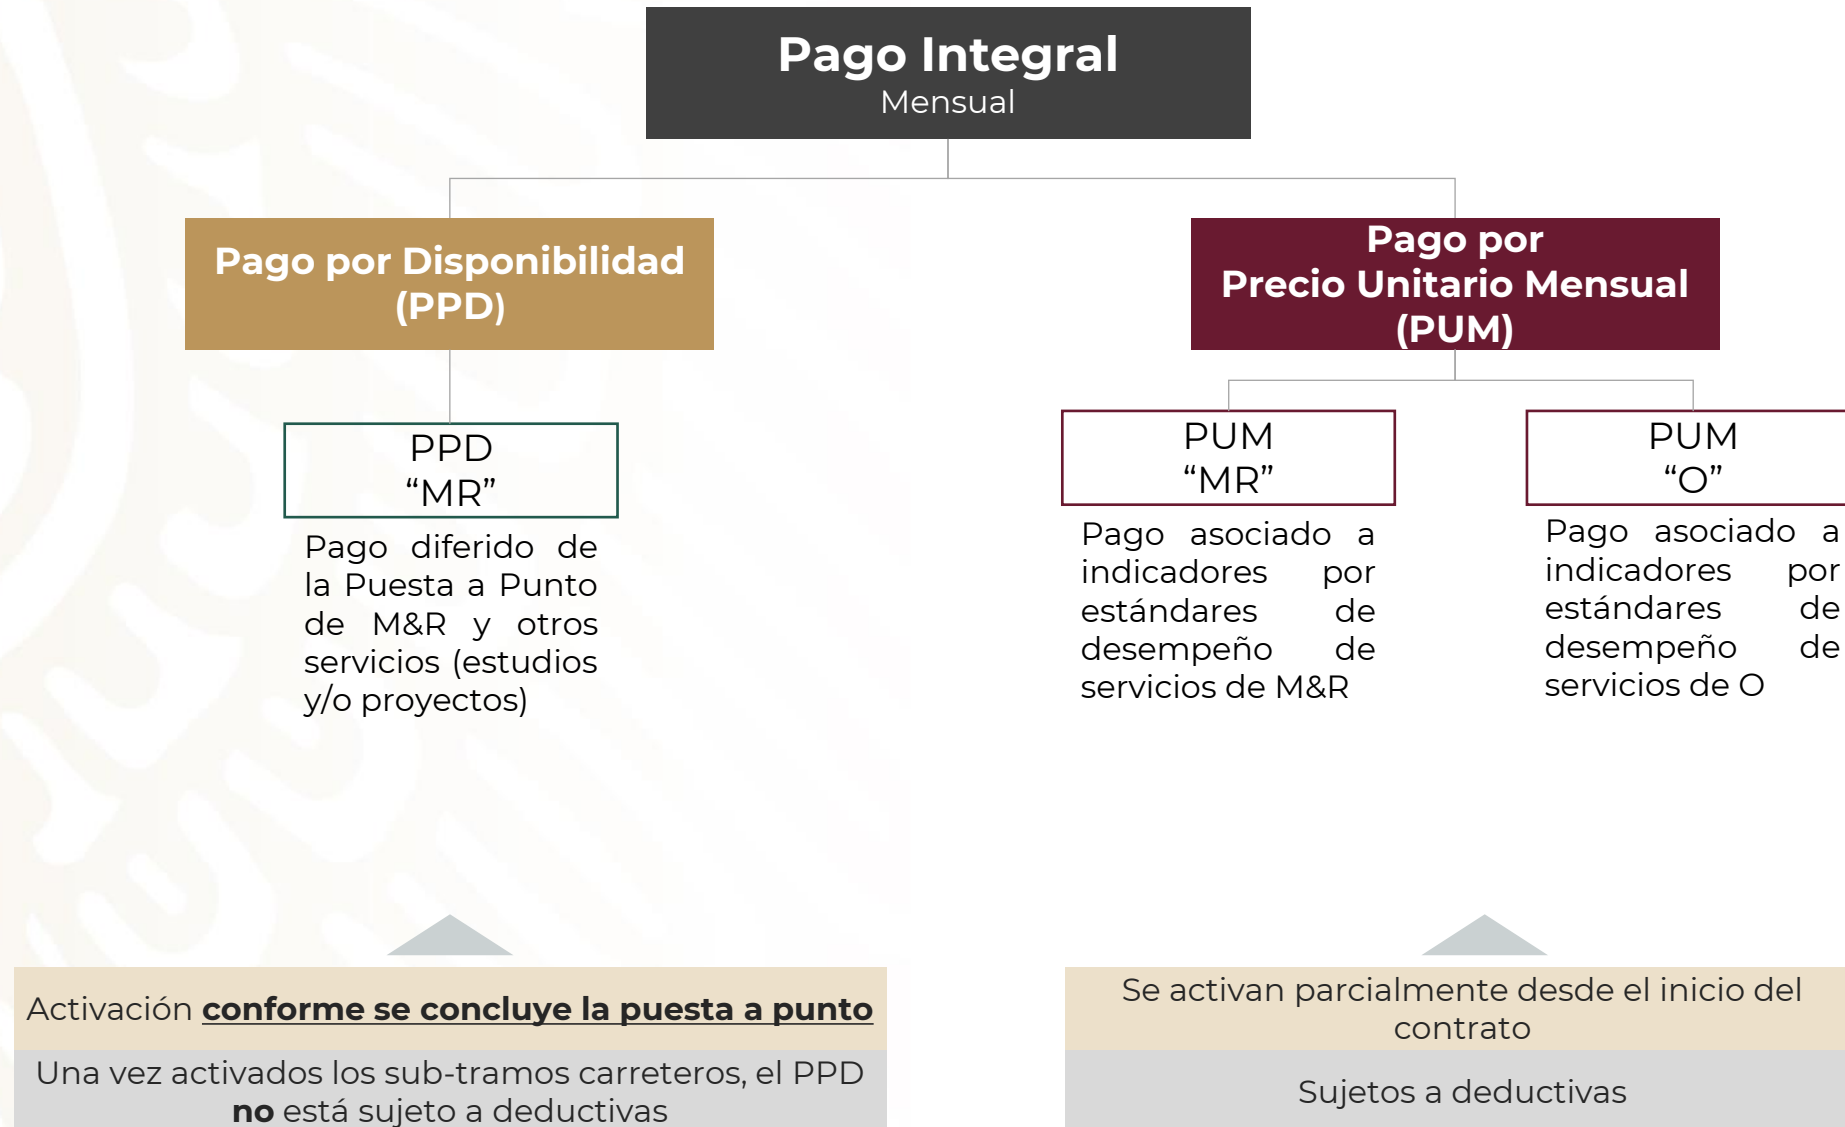 Pago Integral
Mensual
Pago por Disponibilidad
(PPD)
Pago por
Precio Unitario Mensual
(PUM)
PPD
“MR”
Pago diferido de
la Puesta a Punto
de M&R y otros
servicios (estudios
y/o proyectos)
PUM
“MR”
Pago asociado a
indicadores por
estándares de
desempeño de
servicios de M&R
PUM
“O”
Pago asociado a
indicadores por
estándares de
desempeño de
servicios de O
Activación conforme se concluye la puesta a punto
Una vez activados los sub-tramos carreteros, el PPD
no está sujeto a deductivas
Se activan parcialmente desde el inicio del
contrato
Sujetos a deductivas